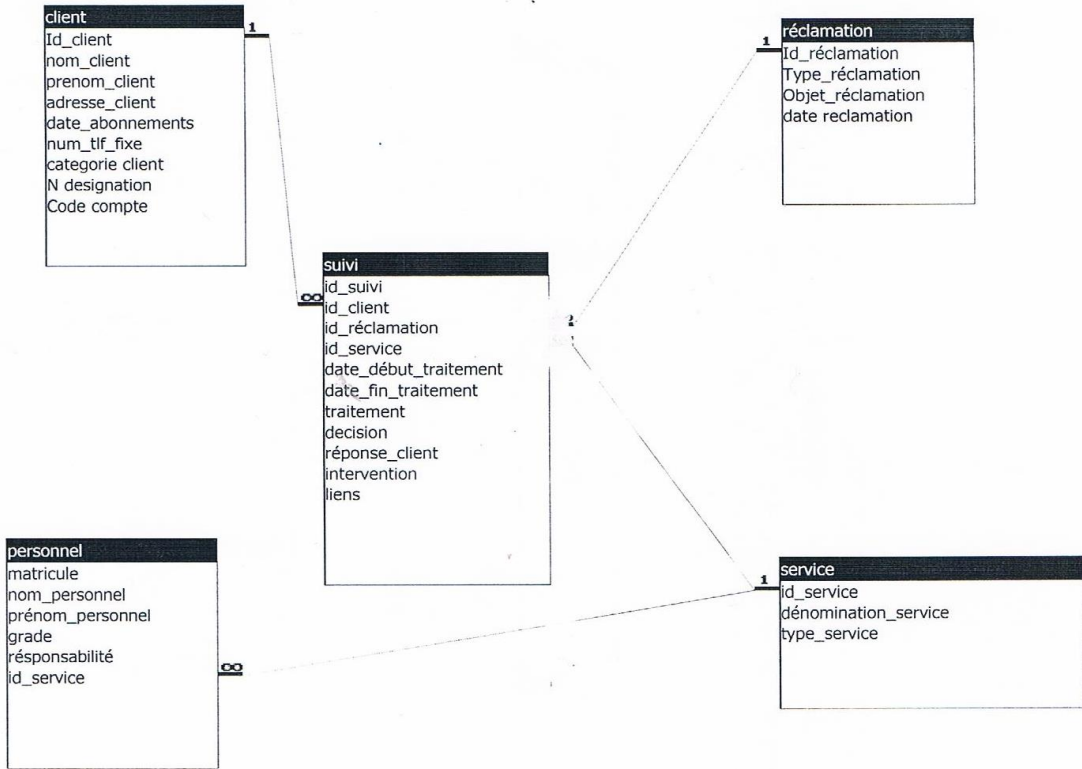 client
Id_client
nom_client
prenom_client
adresse_client
date_abonnements
num_tlf_fixe
categorie client
N designation
Code compte
1
réclamation
1
Id_réclamation
Type_réclamation
Objet_réclamation
date reclamation
suivi
∞
id_suivi
id_client
id_réclamation
id_service
date_début_traitement
date_fin_traitement
traitement
decision
réponse_client
intervention
liens
personnel
matricule
nom_personnel
prénom_personnel
grade
résponsabilité
id_service
∞
service
1
id_service
dénomination_service
type_service